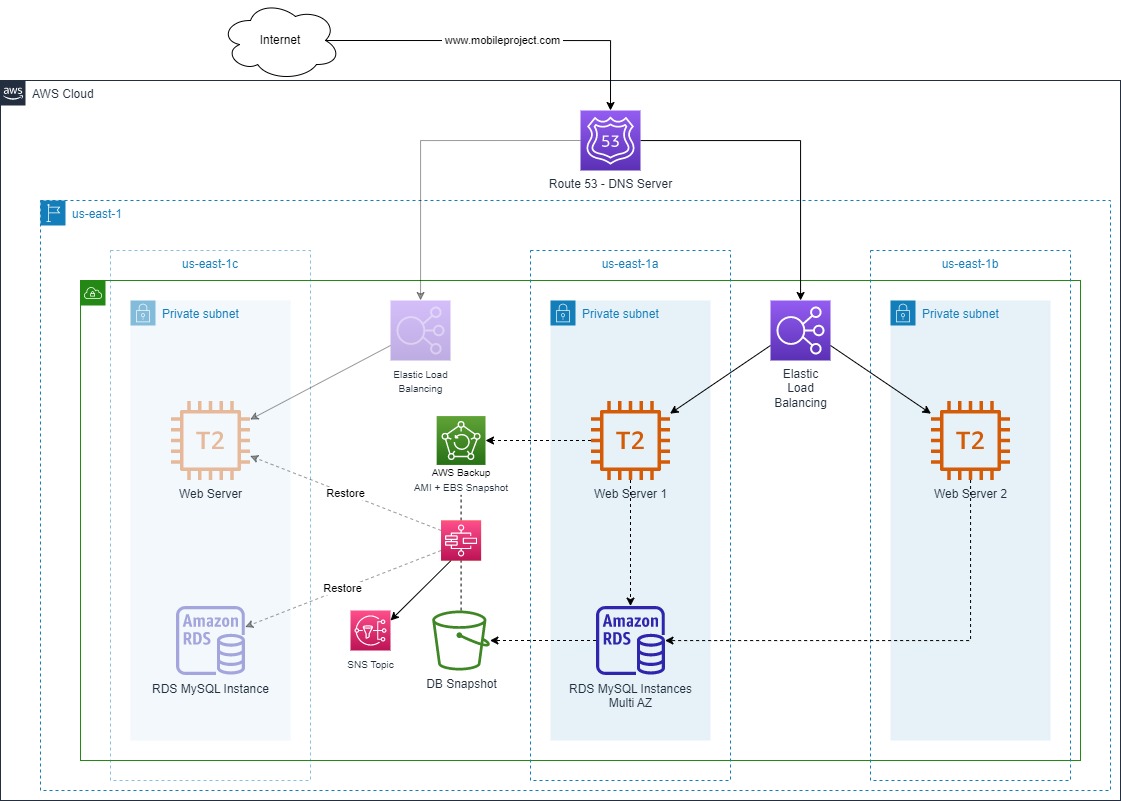 Internet
www.mobileproject.com
aws
AWS Cloud
53
Route 53 - DNS Server
us-east-1
us-east-1c
us-east-1a
us-east-1b
Private subnet
Private subnet
Private subnet
Elastic Load
Balancing
Elastic
Load
Balancing
T2
Web Server
AWS Backup
AMI + EBS Snapshot
T2
Web Server 1
T2
Web Server 2
Restore
Restore
Amazon
RDS
RDS MySQL Instance
SNS Topic
DB Snapshot
Amazon
RDS
RDS MySQL Instances
Multi AZ